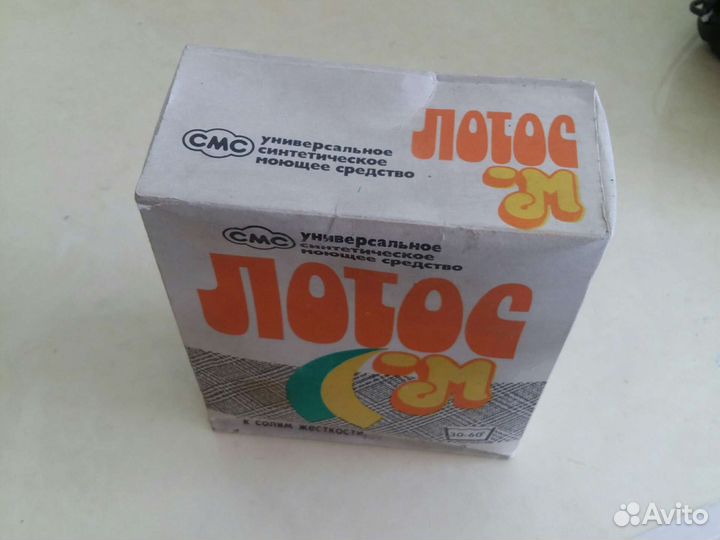 СМС
универсальное
синтетическое
моющее средство
Лотос
-М
СМС
универсальное
синтетическое
моющее средство
Лотос
-М
к солям жесткости
30-60°
Avito